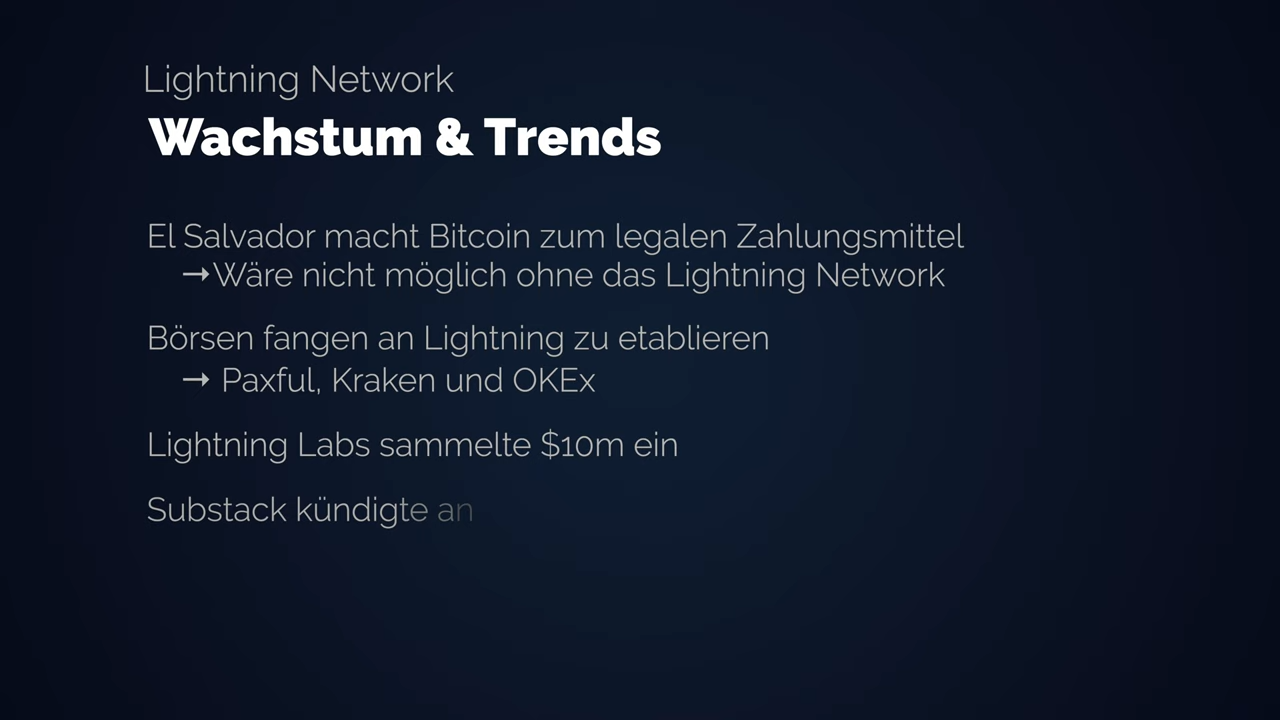 Lightning Network
Wachstum & Trends
El Salvador macht Bitcoin zum legalen Zahlungsmittel
→Wäre nicht möglich ohne das Lightning Network
Börsen fangen an Lightning zu etablieren
→ Paxful, Kraken und OKEx
Lightning Labs sammelte $10m ein
Substack kündigte an